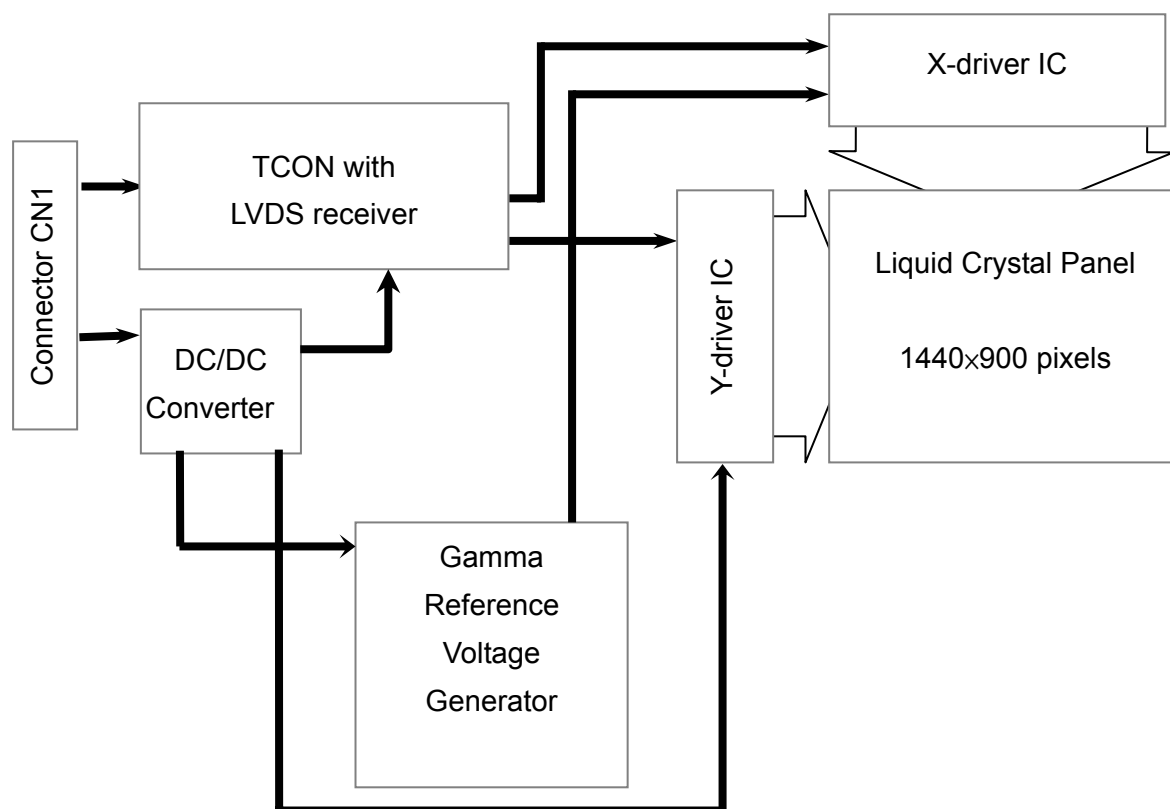 X-driver IC
TCON with
LVDS receiver
Connector CN1
DC/DC
Converter
Y-driver IC
Liquid Crystal Panel
1440×900 pixels
Gamma
Reference
Voltage
Generator